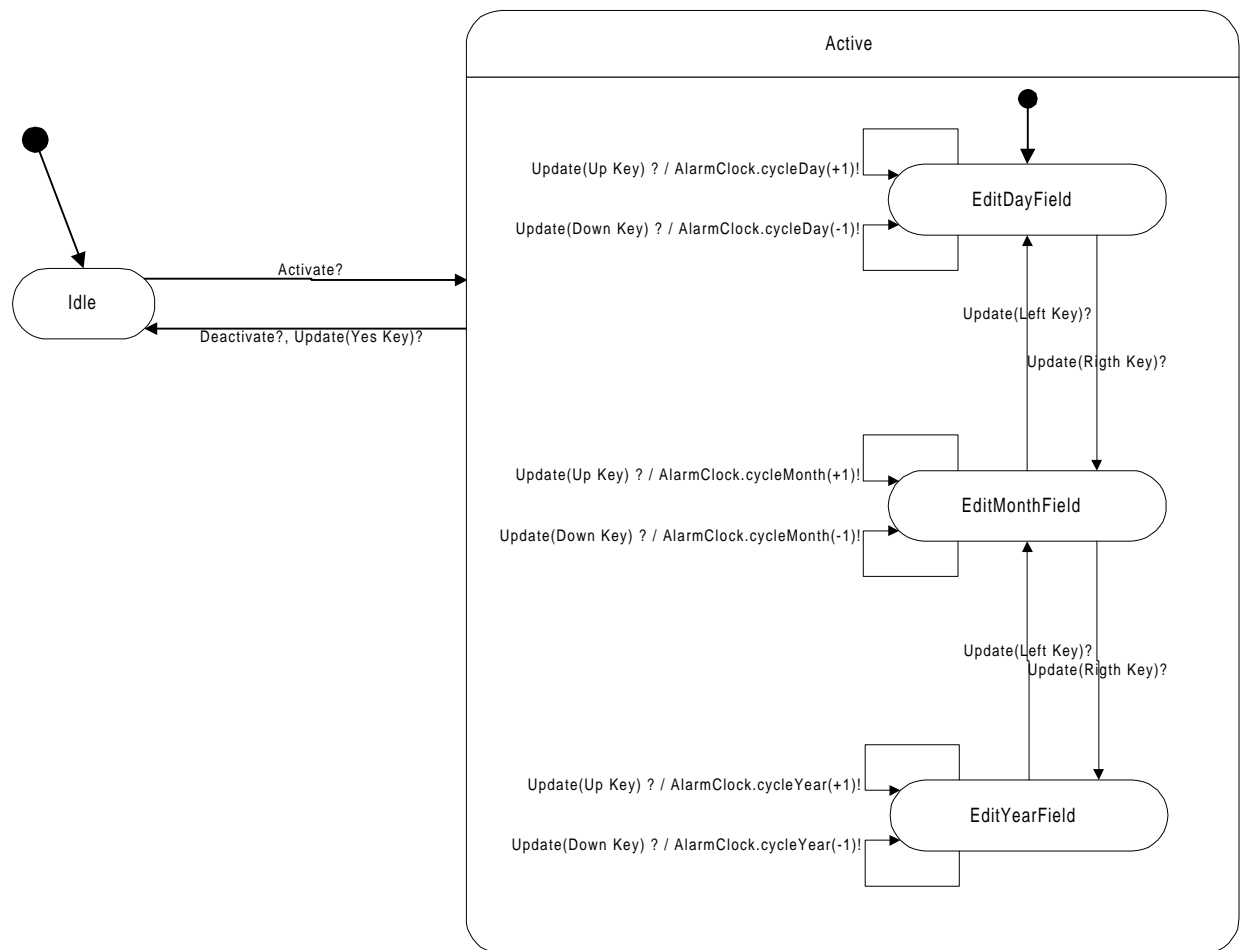 Active
Update(Up Key) ? / AlarmClock.cycleDay(+1)!
EditDayField
Update(Down Key) ? / AlarmClock.cycleDay(-1)!
Activate?
Idle
Update(Left Key)?
Deactivate?, Update(Yes Key)?
Update(Rigth Key)?
Update(Up Key) ? / AlarmClock.cycleMonth(+1)!
EditMonthField
Update(Down Key) ? / AlarmClock.cycleMonth(-1)!
Update(Left Key)?
Update(Rigth Key)?
Update(Up Key) ? / AlarmClock.cycleYear(+1)!
EditYearField
Update(Down Key) ? / AlarmClock.cycleYear(-1)!